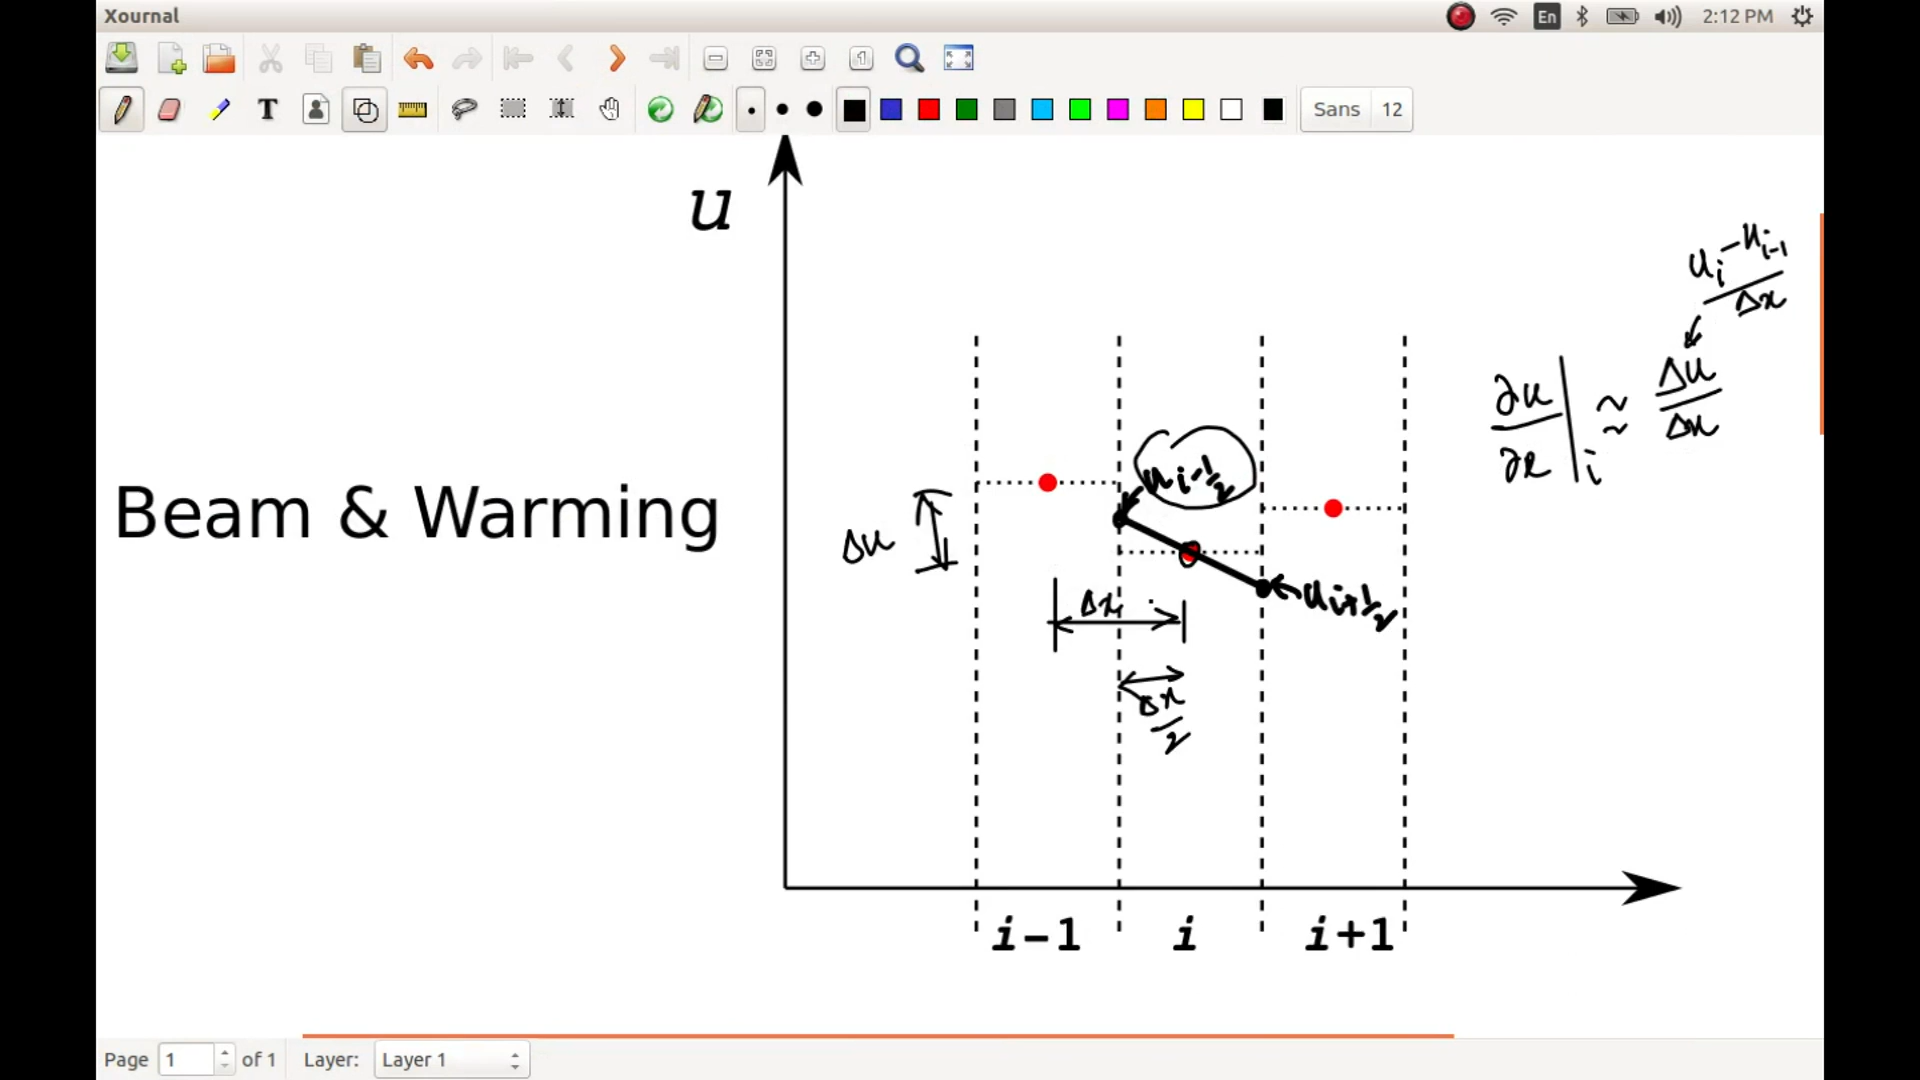 Xournal
En
2:12 PM
T
Sans 12
u
u_i - u_{i-1}
Δx
∂u/∂x |_i ≈ Δu/Δx
u_{i-1/2}
Beam & Warming
Δu
Δx
u_{i+1/2}
Δx/2
i-1 i i+1
Page 1 of 1 Layer: Layer 1